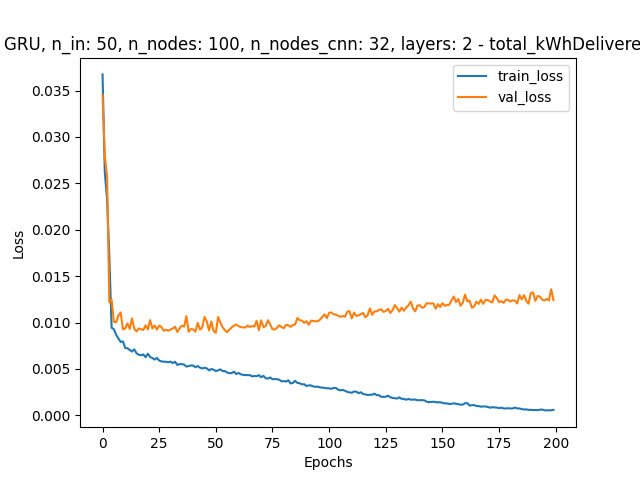 GRU, n_in: 50, n_nodes: 100, n_nodes_cnn: 32, layers: 2 - total_kWhDelivere
train_loss
val_loss
0.035
0.030
0.025
0.020
0.015
0.010
0.005
0.000
Loss
0 25 50 75 100 125 150 175 200
Epochs